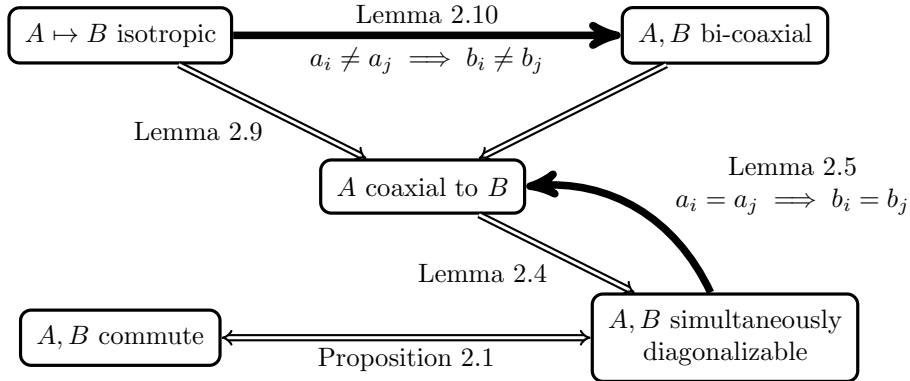 Lemma 2.10
A ↦ B isotropic
A, B bi-coaxial
a_i ≠ a_j ⟹ b_i ≠ b_j
Lemma 2.9
Lemma 2.5
A coaxial to B
a_i = a_j ⟹ b_i = b_j
Lemma 2.4
A, B commute
A, B simultaneously
diagonalizable
Proposition 2.1